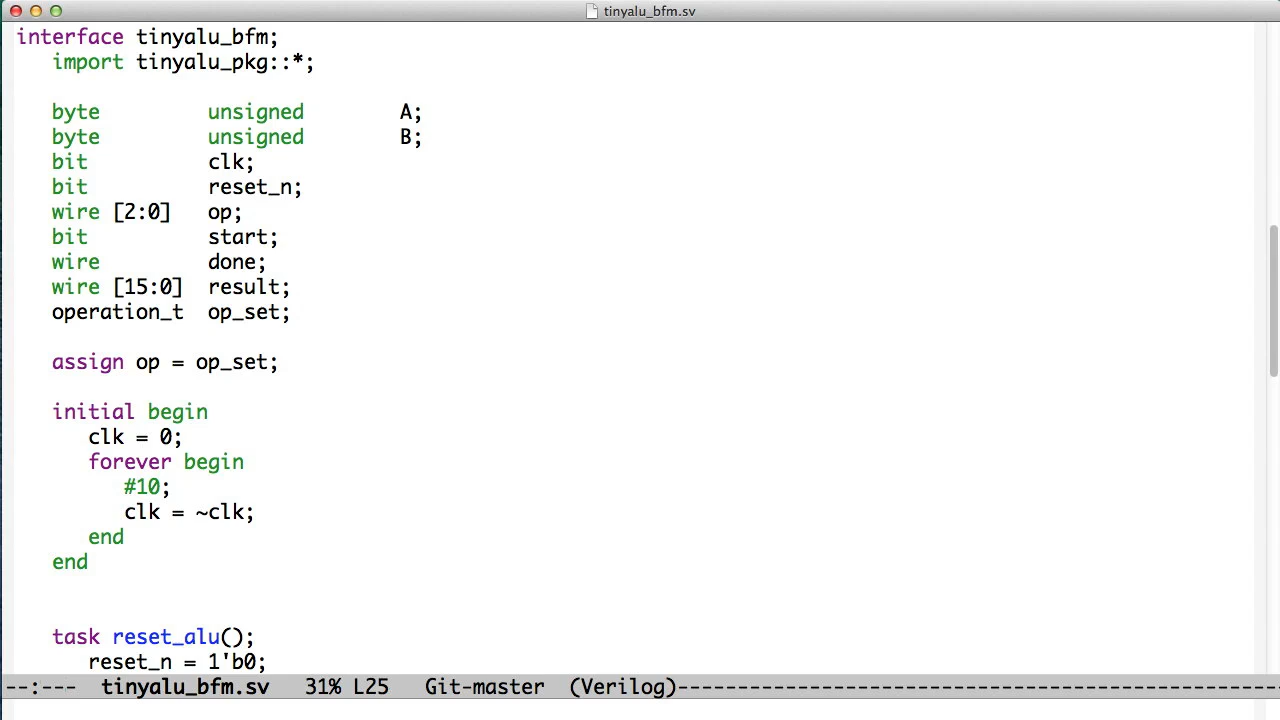 tinyalu_bfm.sv
interface tinyalu_bfm;
   import tinyalu_pkg::*;
   byte         unsigned        A;
   byte         unsigned        B;
   bit          clk;
   bit          reset_n;
   wire [2:0]   op;
   bit          start;
   wire         done;
   wire [15:0]  result;
   operation_t  op_set;
   assign op = op_set;
   initial begin
      clk = 0;
      forever begin
         #10;
         clk = ~clk;
      end
   end
   task reset_alu();
      reset_n = 1'b0;
--:---  tinyalu_bfm.sv   31% L25   Git-master  (Verilog)--------------------------------------------------